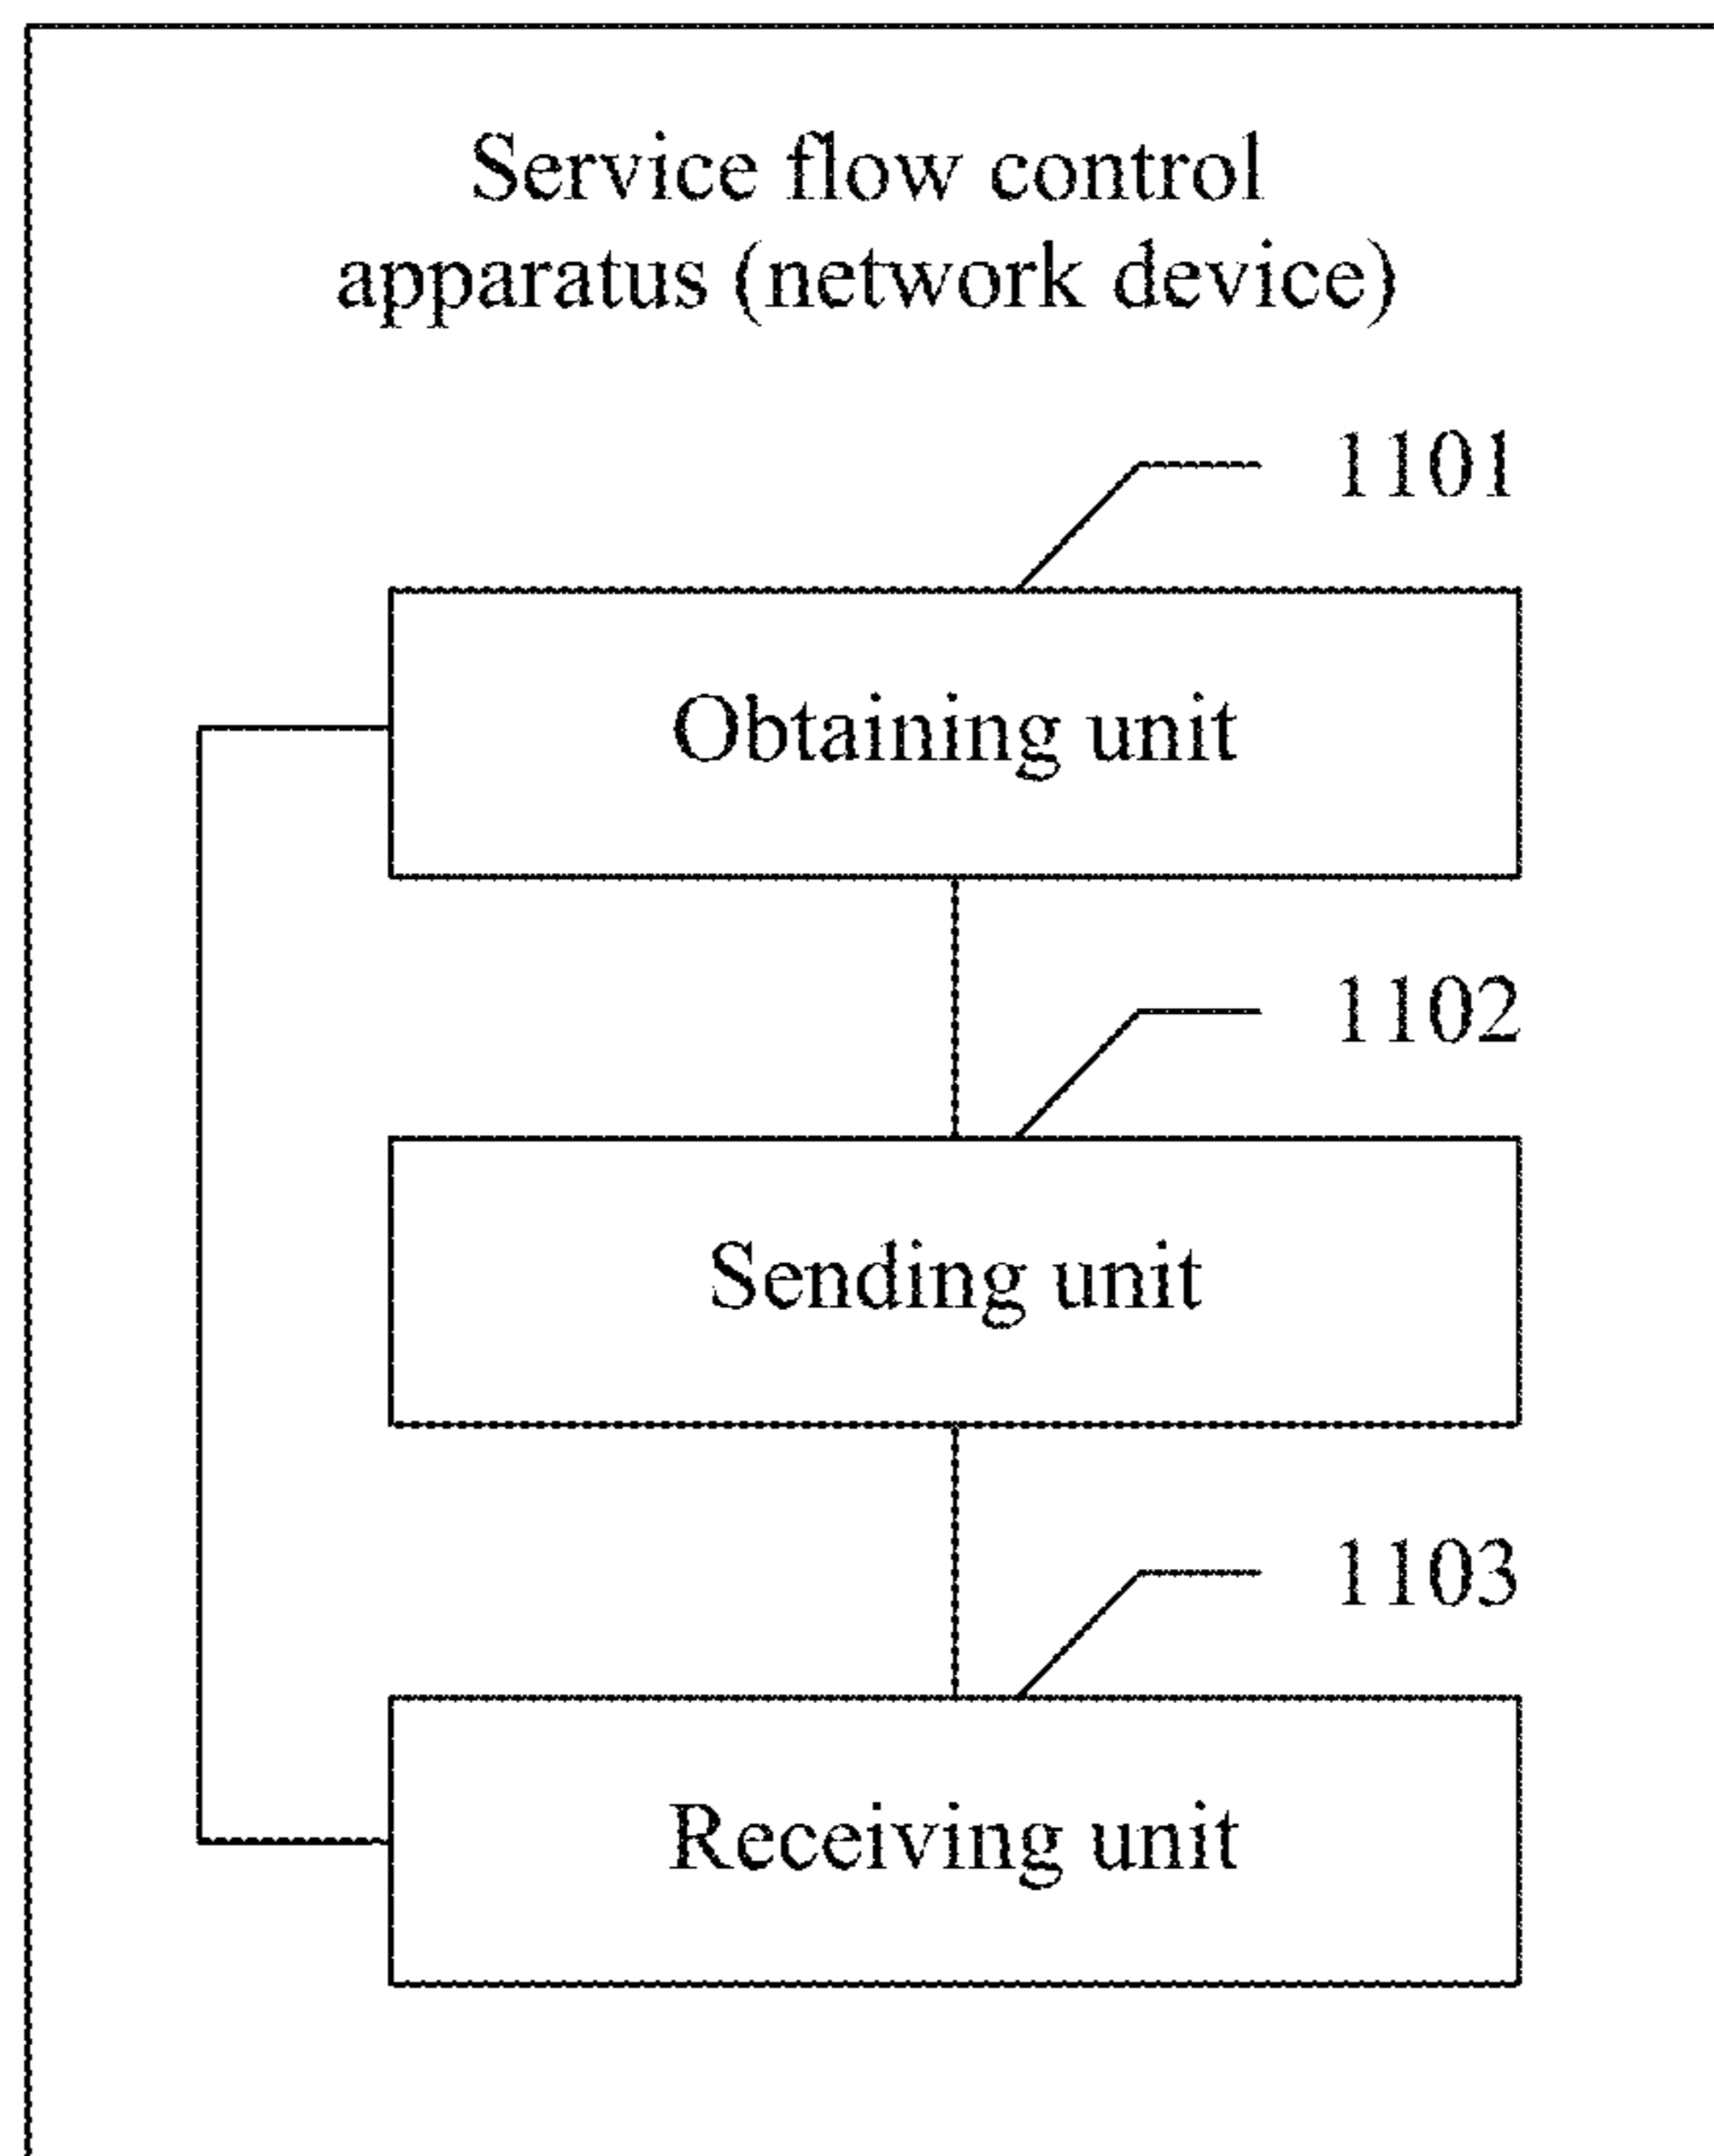 Service flow control
apparatus (network device)
1101
Obtaining unit
1102
Sending unit
1103
Receiving unit